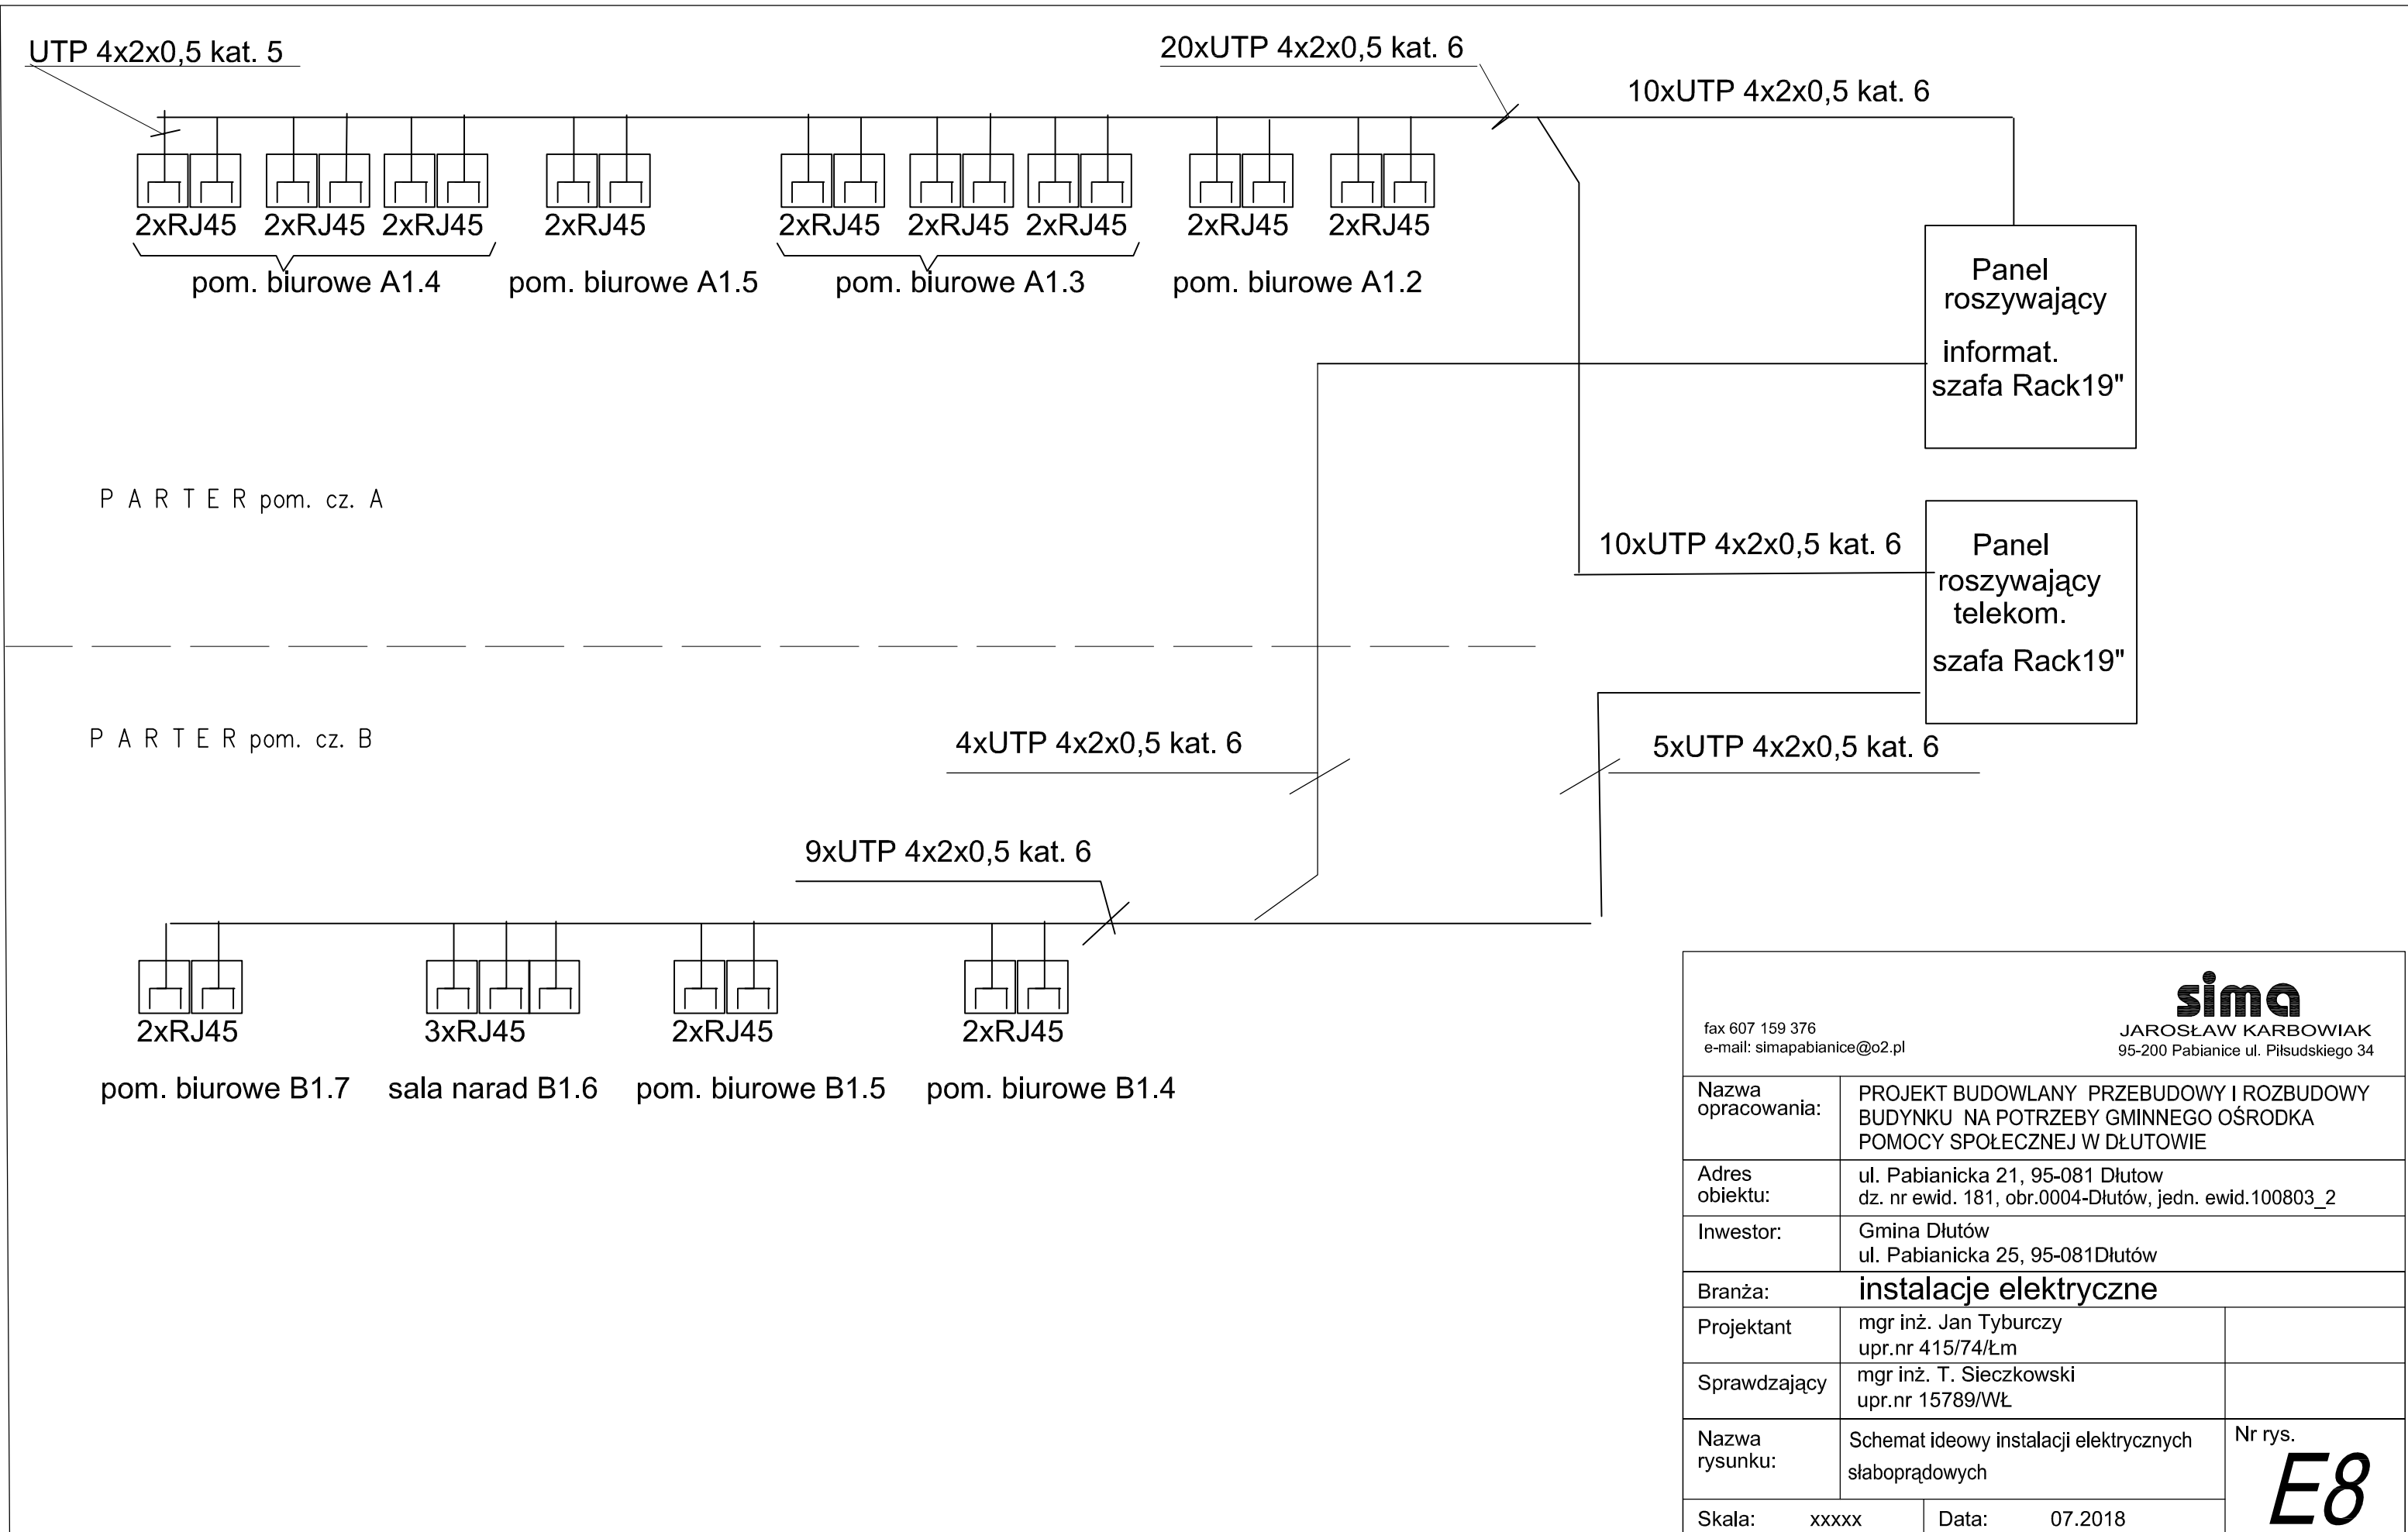 UTP 4x2x0,5 kat. 5
20xUTP 4x2x0,5 kat. 6
10xUTP 4x2x0,5 kat. 6
2xRJ45 2xRJ45 2xRJ45 2xRJ45 2xRJ45 2xRJ45 2xRJ45 2xRJ45 2xRJ45
pom. biurowe A1.4 pom. biurowe A1.5 pom. biurowe A1.3 pom. biurowe A1.2
Panel
roszywający
informat.
szafa Rack19"
PARTER pom. cz. A
10xUTP 4x2x0,5 kat. 6
Panel
roszywający
telekom.
szafa Rack19"
PARTER pom. cz. B
4xUTP 4x2x0,5 kat. 6
5xUTP 4x2x0,5 kat. 6
9xUTP 4x2x0,5 kat. 6
2xRJ45 3xRJ45 2xRJ45 2xRJ45
pom. biurowe B1.7 sala narad B1.6 pom. biurowe B1.5 pom. biurowe B1.4
sima
JAROSŁAW KARBOWIAK
95-200 Pabianice ul. Piłsudskiego 34
fax 607 159 376
e-mail: simapabianice@o2.pl
Nazwa
opracowania:
PROJEKT BUDOWLANY PRZEBUDOWY I ROZBUDOWY
BUDYNKU NA POTRZEBY GMINNEGO OŚRODKA
POMOCY SPOŁECZNEJ W DŁUTOWIE
Adres
obiektu:
ul. Pabianicka 21, 95-081 Dłutow
dz. nr ewid. 181, obr.0004-Dłutów, jedn. ewid.100803_2
Inwestor:
Gmina Dłutów
ul. Pabianicka 25, 95-081Dłutów
Branża:
instalacje elektryczne
Projektant
mgr inż. Jan Tyburczy
upr.nr 415/74/Łm
Sprawdzający
mgr inż. T. Sieczkowski
upr.nr 15789/WŁ
Nazwa
rysunku:
Schemat ideowy instalacji elektrycznych
słaboprądowych
Nr rys.
E8
Skala: xxxxx
Data: 07.2018